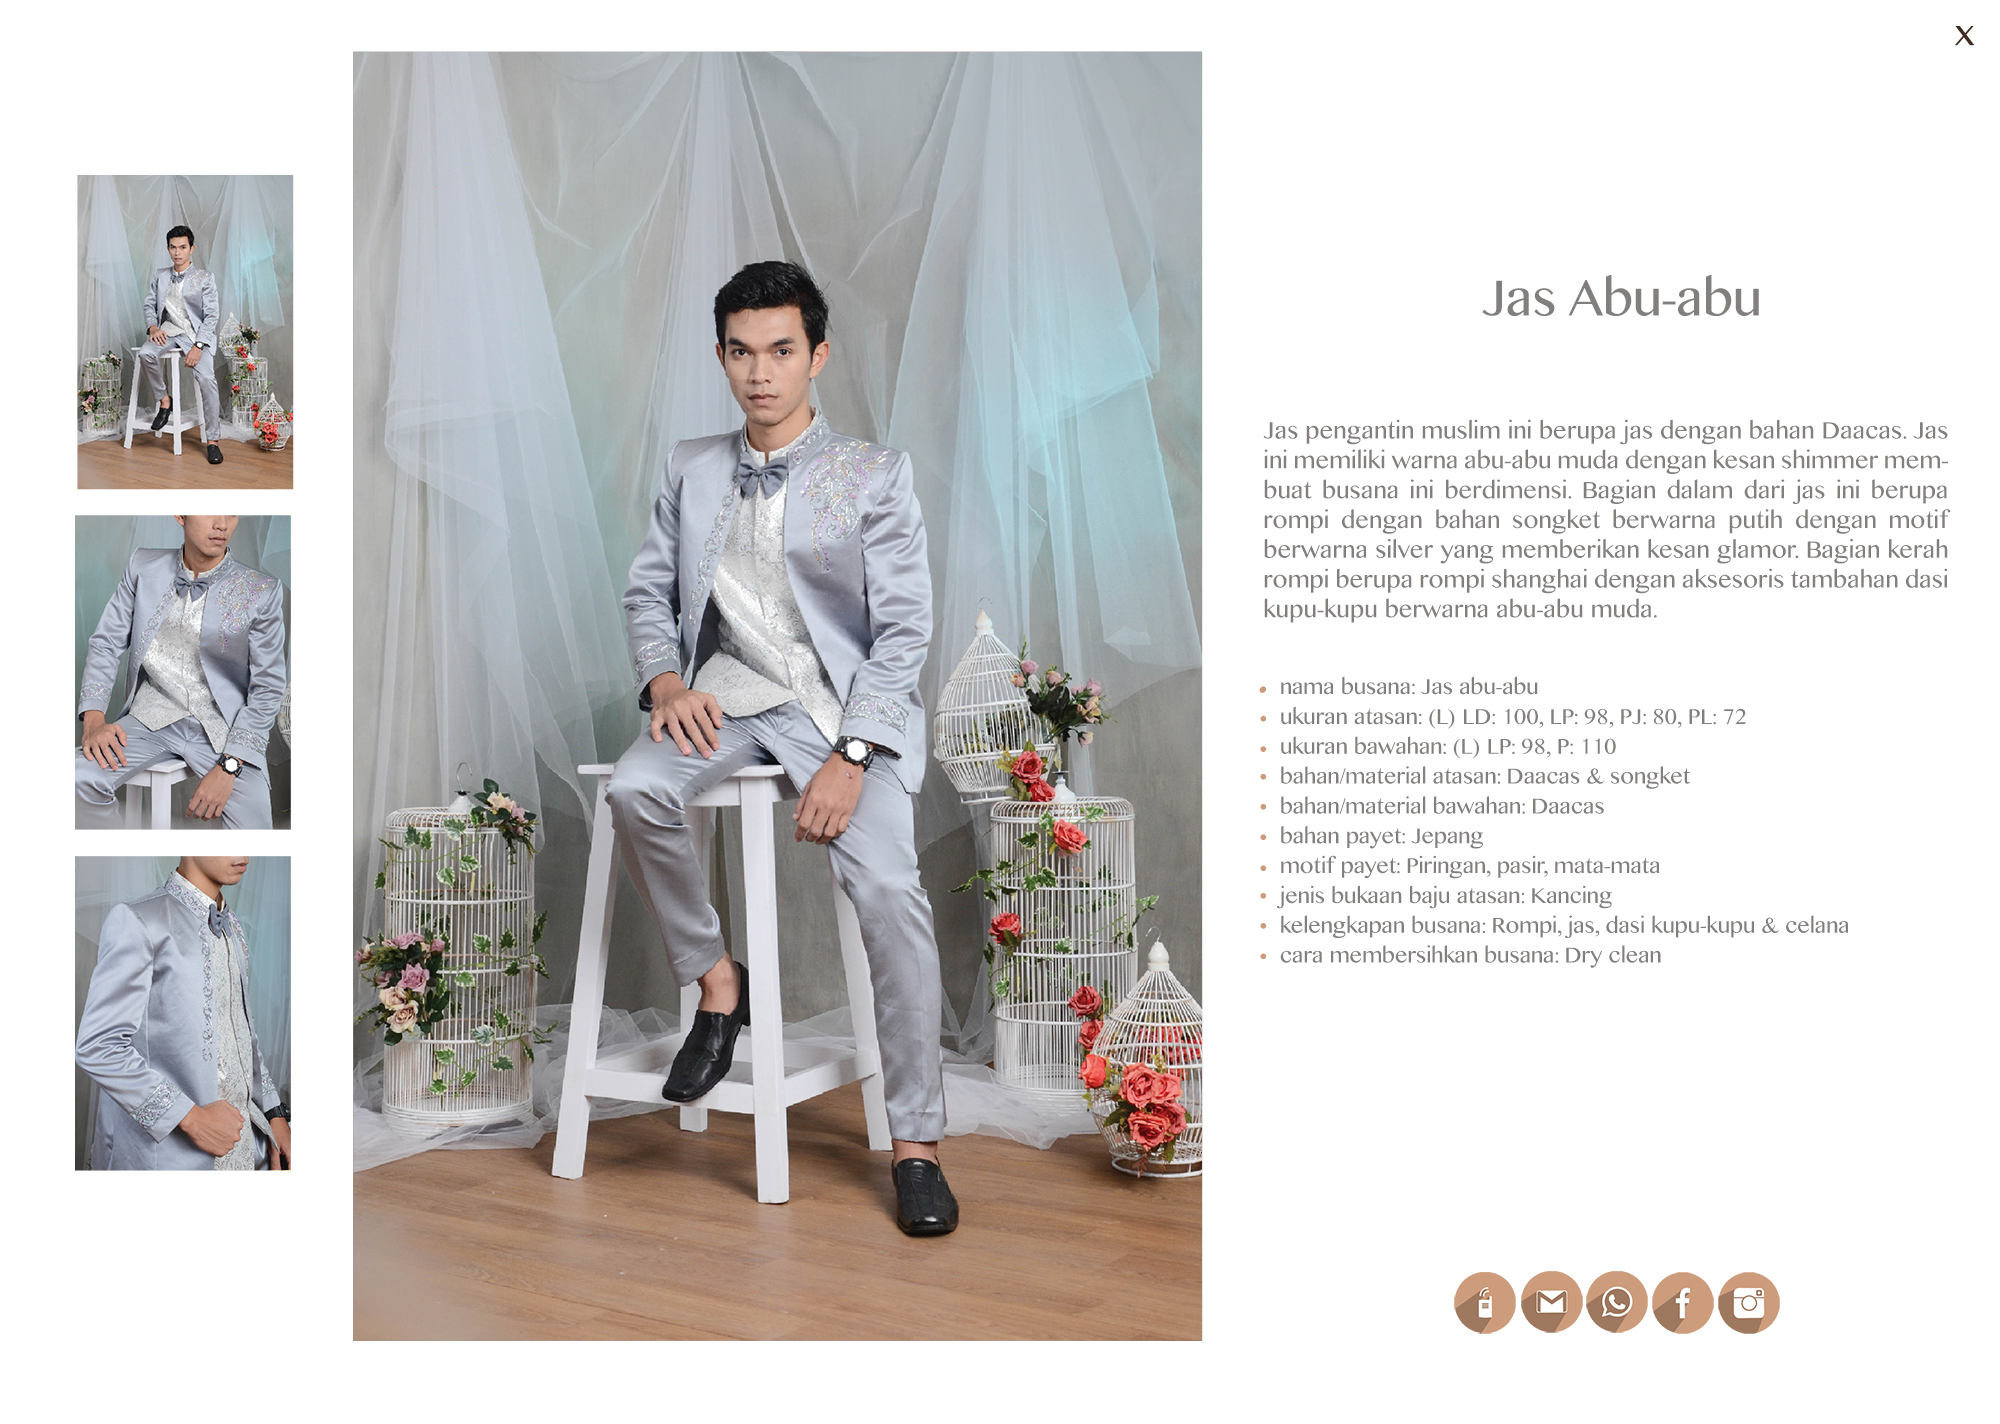 X
Jas Abu-abu
Jas pengantin muslim ini berupa jas dengan bahan Daacas. Jas
ini memiliki warna abu-abu muda dengan kesan shimmer mem-
buat busana ini berdimensi. Bagian dalam dari jas ini berupa
rompi dengan bahan songket berwarna putih dengan motif
berwarna silver yang memberikan kesan glamor. Bagian kerah
rompi berupa rompi shanghai dengan aksesoris tambahan dasi
kupu-kupu berwarna abu-abu muda.
• nama busana: Jas abu-abu
• ukuran atasan: (L) LD: 100, LP: 98, PJ: 80, PL: 72
• ukuran bawahan: (L) LP: 98, P: 110
• bahan/material atasan: Daacas & songket
• bahan/material bawahan: Daacas
• bahan payet: Jepang
• motif payet: Piringan, pasir, mata-mata
• jenis bukaan baju atasan: Kancing
• kelengkapan busana: Rompi, jas, dasi kupu-kupu & celana
• cara membersihkan busana: Dry clean